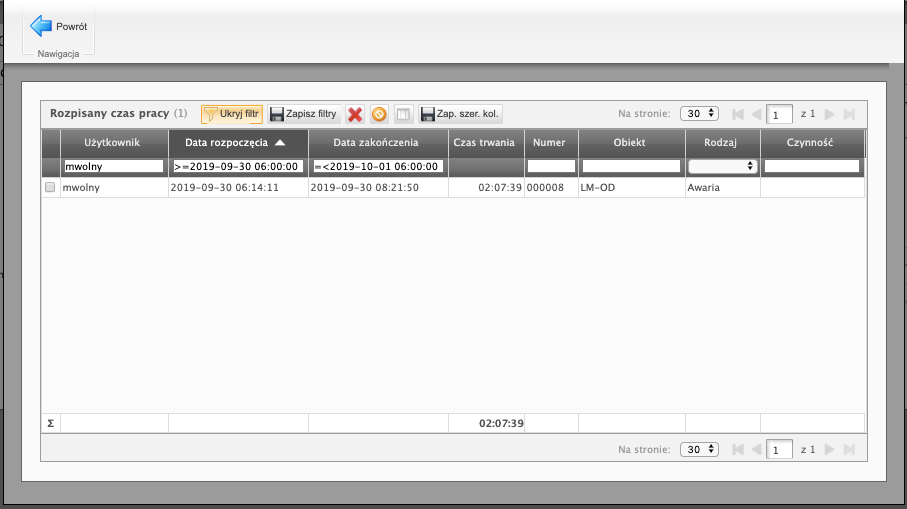 Powrót
Nawigacja
Rozpisany czas pracy (1) Ukryj filtr Zapisz filtry Zap. szer. kol. Na stronie: 30 1 z 1
Użytkownik Data rozpoczęcia Data zakończenia Czas trwania Numer Obiekt Rodzaj Czynność
mwolny >=2019-09-30 06:00:00 =<2019-10-01 06:00:00
mwolny 2019-09-30 06:14:11 2019-09-30 08:21:50 02:07:39 000008 LM-OD Awaria
Σ 02:07:39
Na stronie: 30 1 z 1